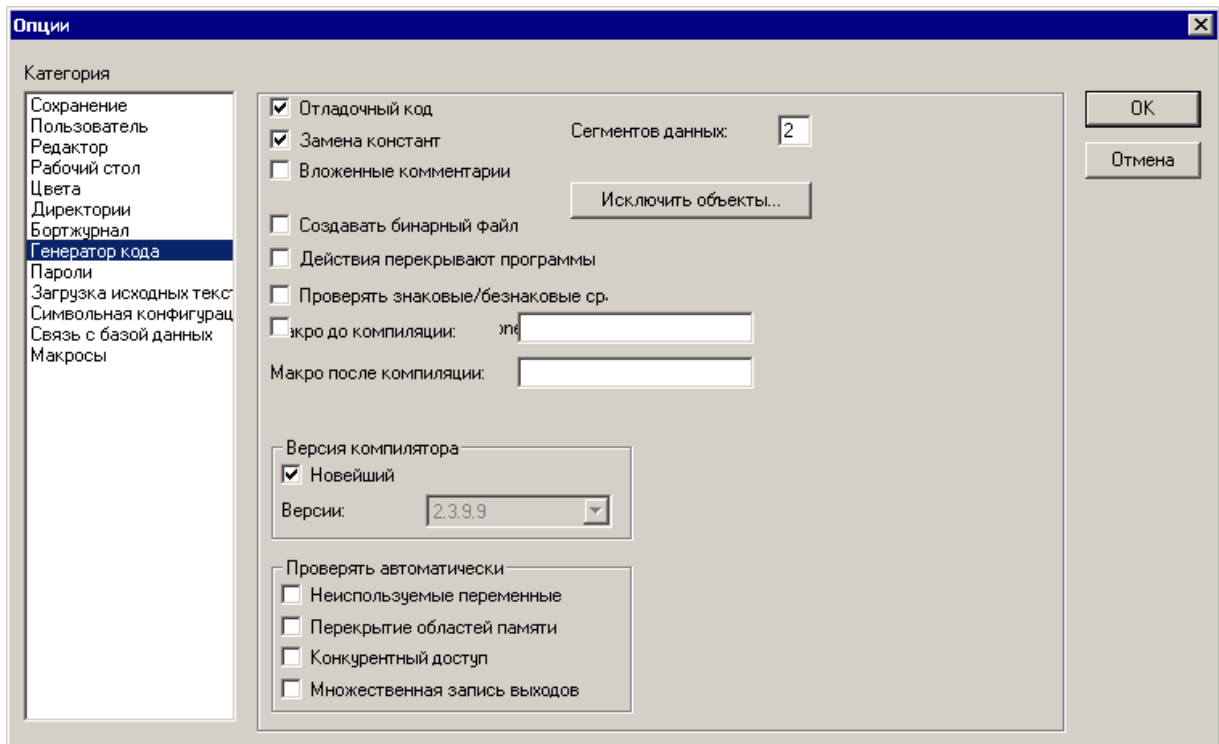 Опции
Категория
Сохранение
Пользователь
Редактор
Рабочий стол
Цвета
Директории
Бортжурнал
Генератор кода
Пароли
Загрузка исходных текст
Символьная конфигурац
Связь с базой данных
Макросы
Отладочный код
Замена констант
Вложенные комментарии
Сегментов данных: 2
Исключить объекты...
Создавать бинарный файл
Действия перекрывают программы
Проверять знаковые/безнаковые ср
акро до компиляции:
Макро после компиляции:
Версия компилятора
Новейший
Версии: 2.3.9.9
Проверять автоматически
Неиспользуемые переменные
Перекрытие областей памяти
Конкурентный доступ
Множественная запись выходов
OK
Отмена